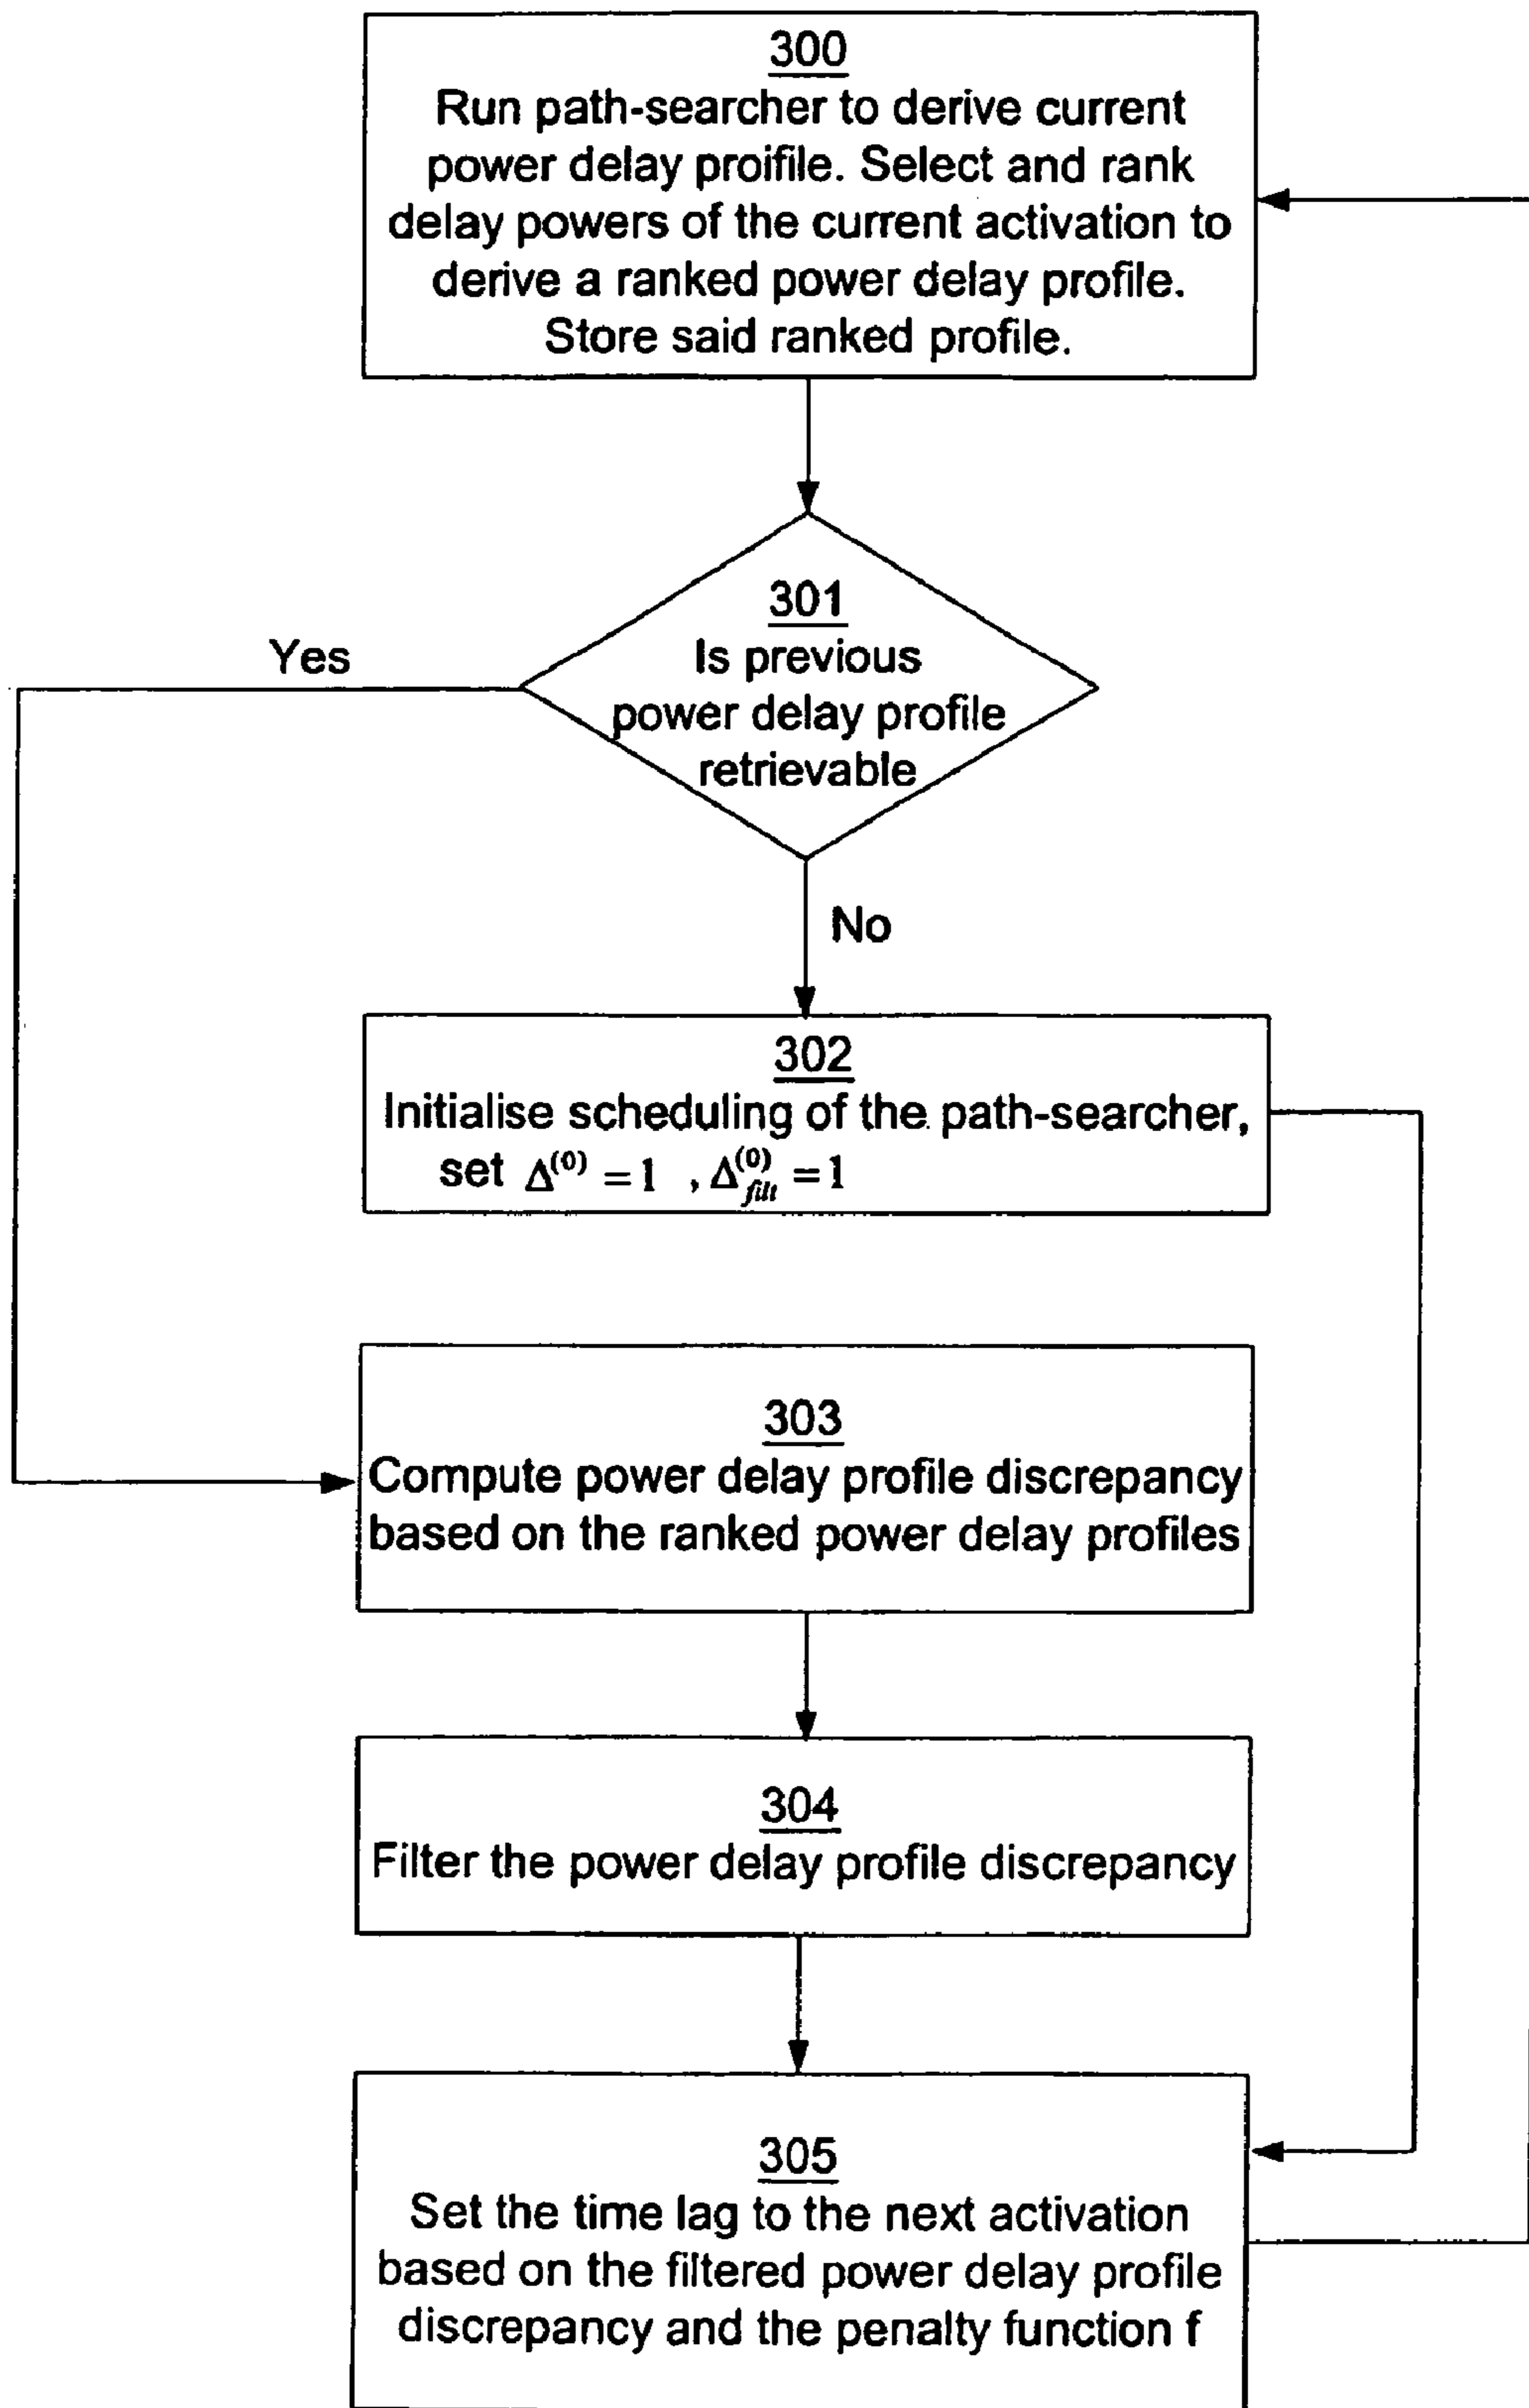 300
Run path-searcher to derive current
power delay proifile. Select and rank
delay powers of the current activation to
derive a ranked power delay profile.
Store said ranked profile.
301
Is previous
power delay profile
retrievable
Yes
No
302
Initialise scheduling of the path-searcher,
set Δ^(0) = 1 , Δ_filt^(0) = 1
303
Compute power delay profile discrepancy
based on the ranked power delay profiles
304
Filter the power delay profile discrepancy
305
Set the time lag to the next activation
based on the filtered power delay profile
discrepancy and the penalty function f